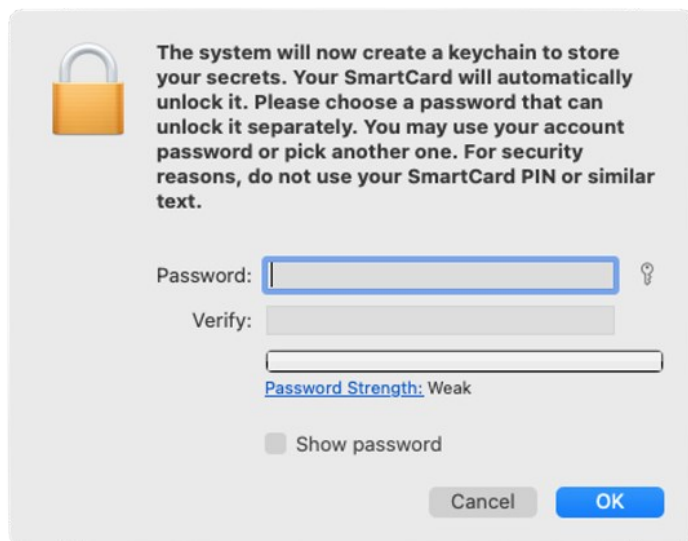 The system will now create a keychain to store
your secrets. Your SmartCard will automatically
unlock it. Please choose a password that can
unlock it separately. You may use your account
password or pick another one. For security
reasons, do not use your SmartCard PIN or similar
text.
Password:
Verify:
Password Strength: Weak
Show password
Cancel OK